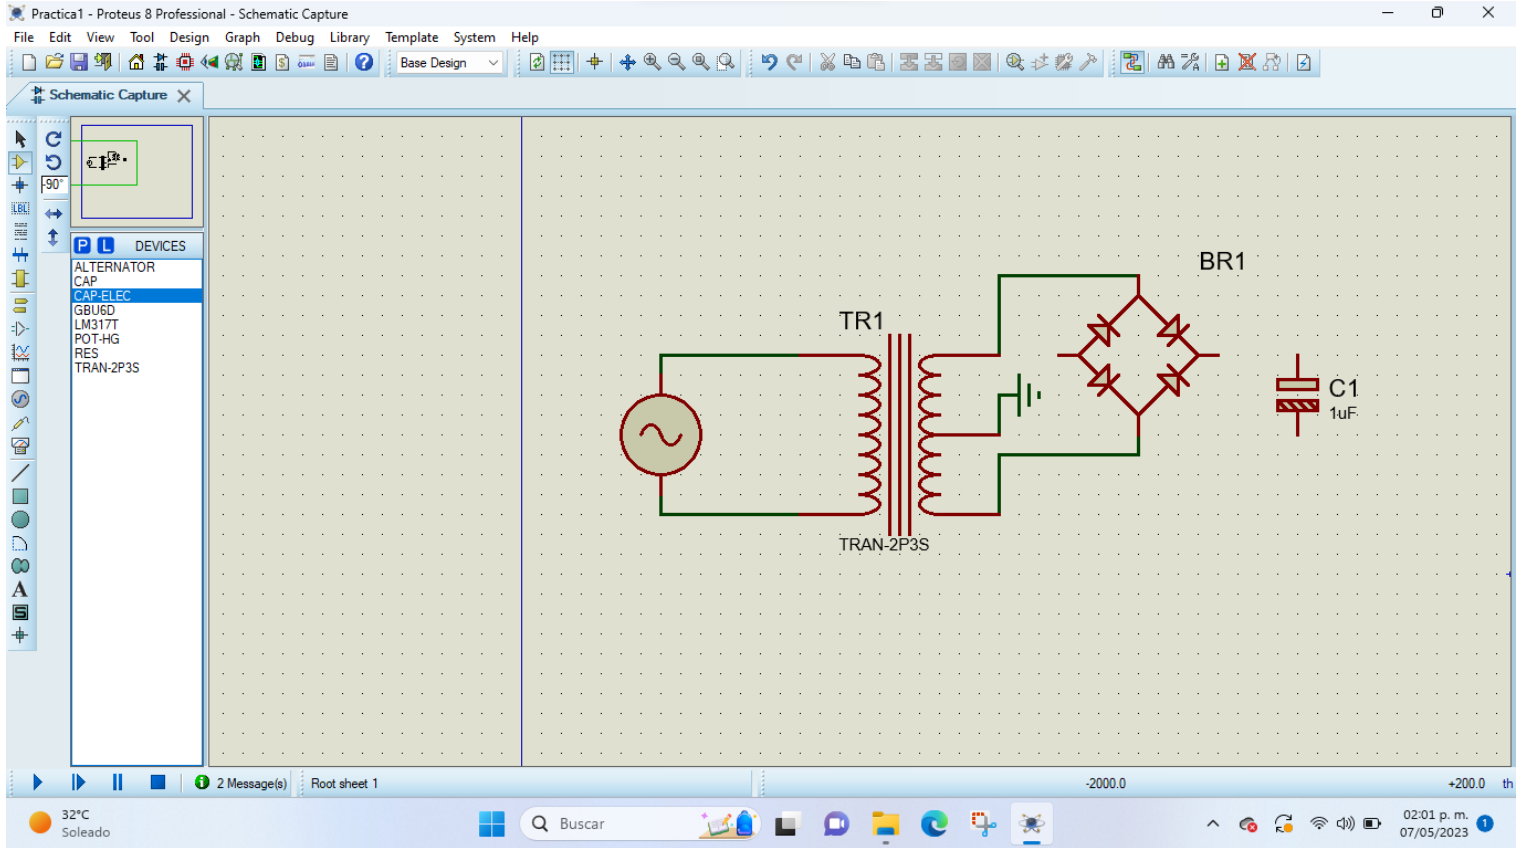 Practica1 - Proteus 8 Professional - Schematic Capture
File Edit View Tool Design Graph Debug Library Template System Help
Base Design
Schematic Capture
-90°
LBL
P L DEVICES
ALTERNATOR
CAP
CAP-ELEC
GBU6D
LM317T
POT-HG
RES
TRAN-2P3S
A
S
BR1
TR1
C1
1uF
TRAN-2P3S
2 Message(s) Root sheet 1 -2000.0 +200.0 th
32°C
Soleado
Buscar
02:01 p. m.
07/05/2023
1